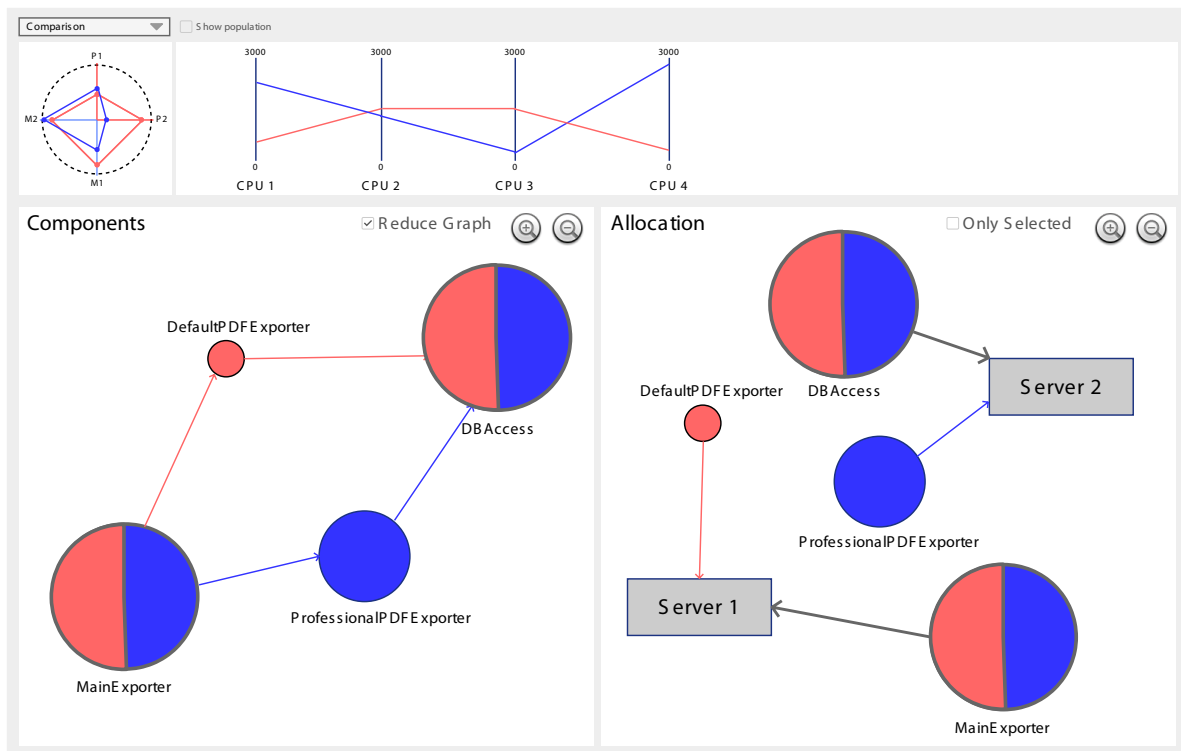 Comparison
Show population
P1
M2
P2
M1
3000
3000
3000
3000
0
0
0
0
CPU 1
CPU 2
CPU 3
CPU 4
Components
Reduce Graph
DefaultPDFExporter
DBAccess
ProfessionalPDFExporter
MainExporter
Allocation
Only Selected
DBAccess
DefaultPDFExporter
Server 2
ProfessionalPDFExporter
Server 1
MainExporter